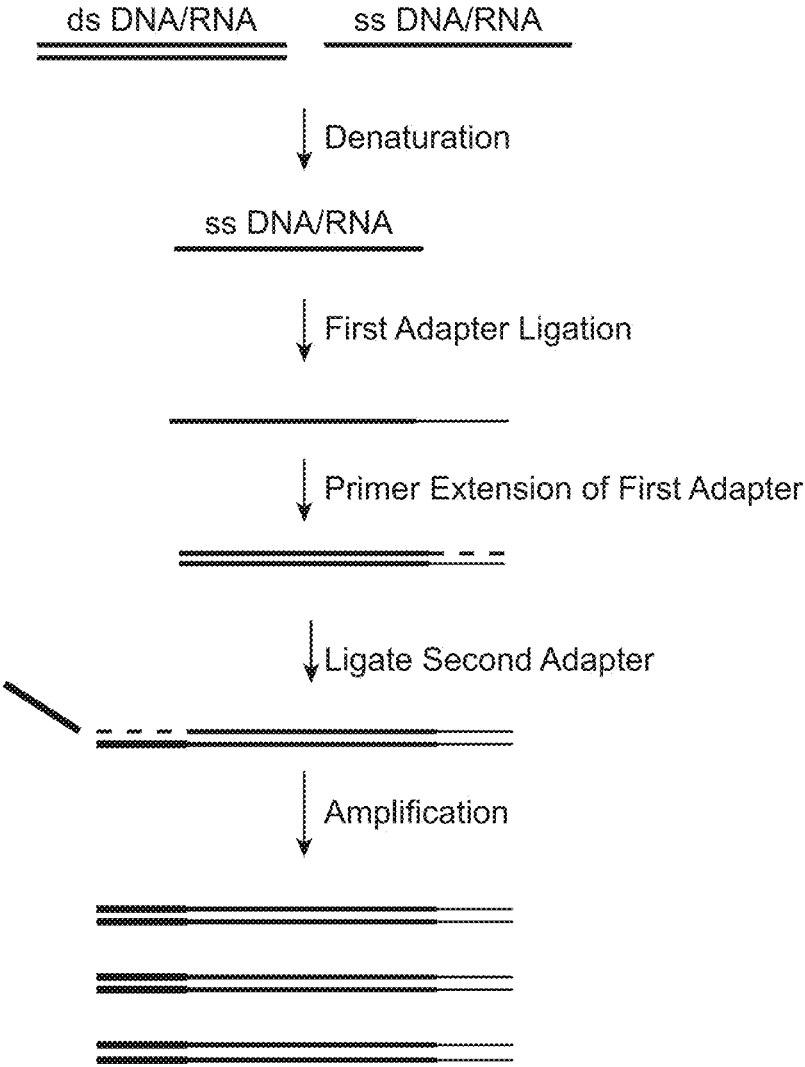 ds DNA/RNA
ss DNA/RNA
Denaturation
ss DNA/RNA
First Adapter Ligation
Primer Extension of First Adapter
Ligate Second Adapter
Amplification